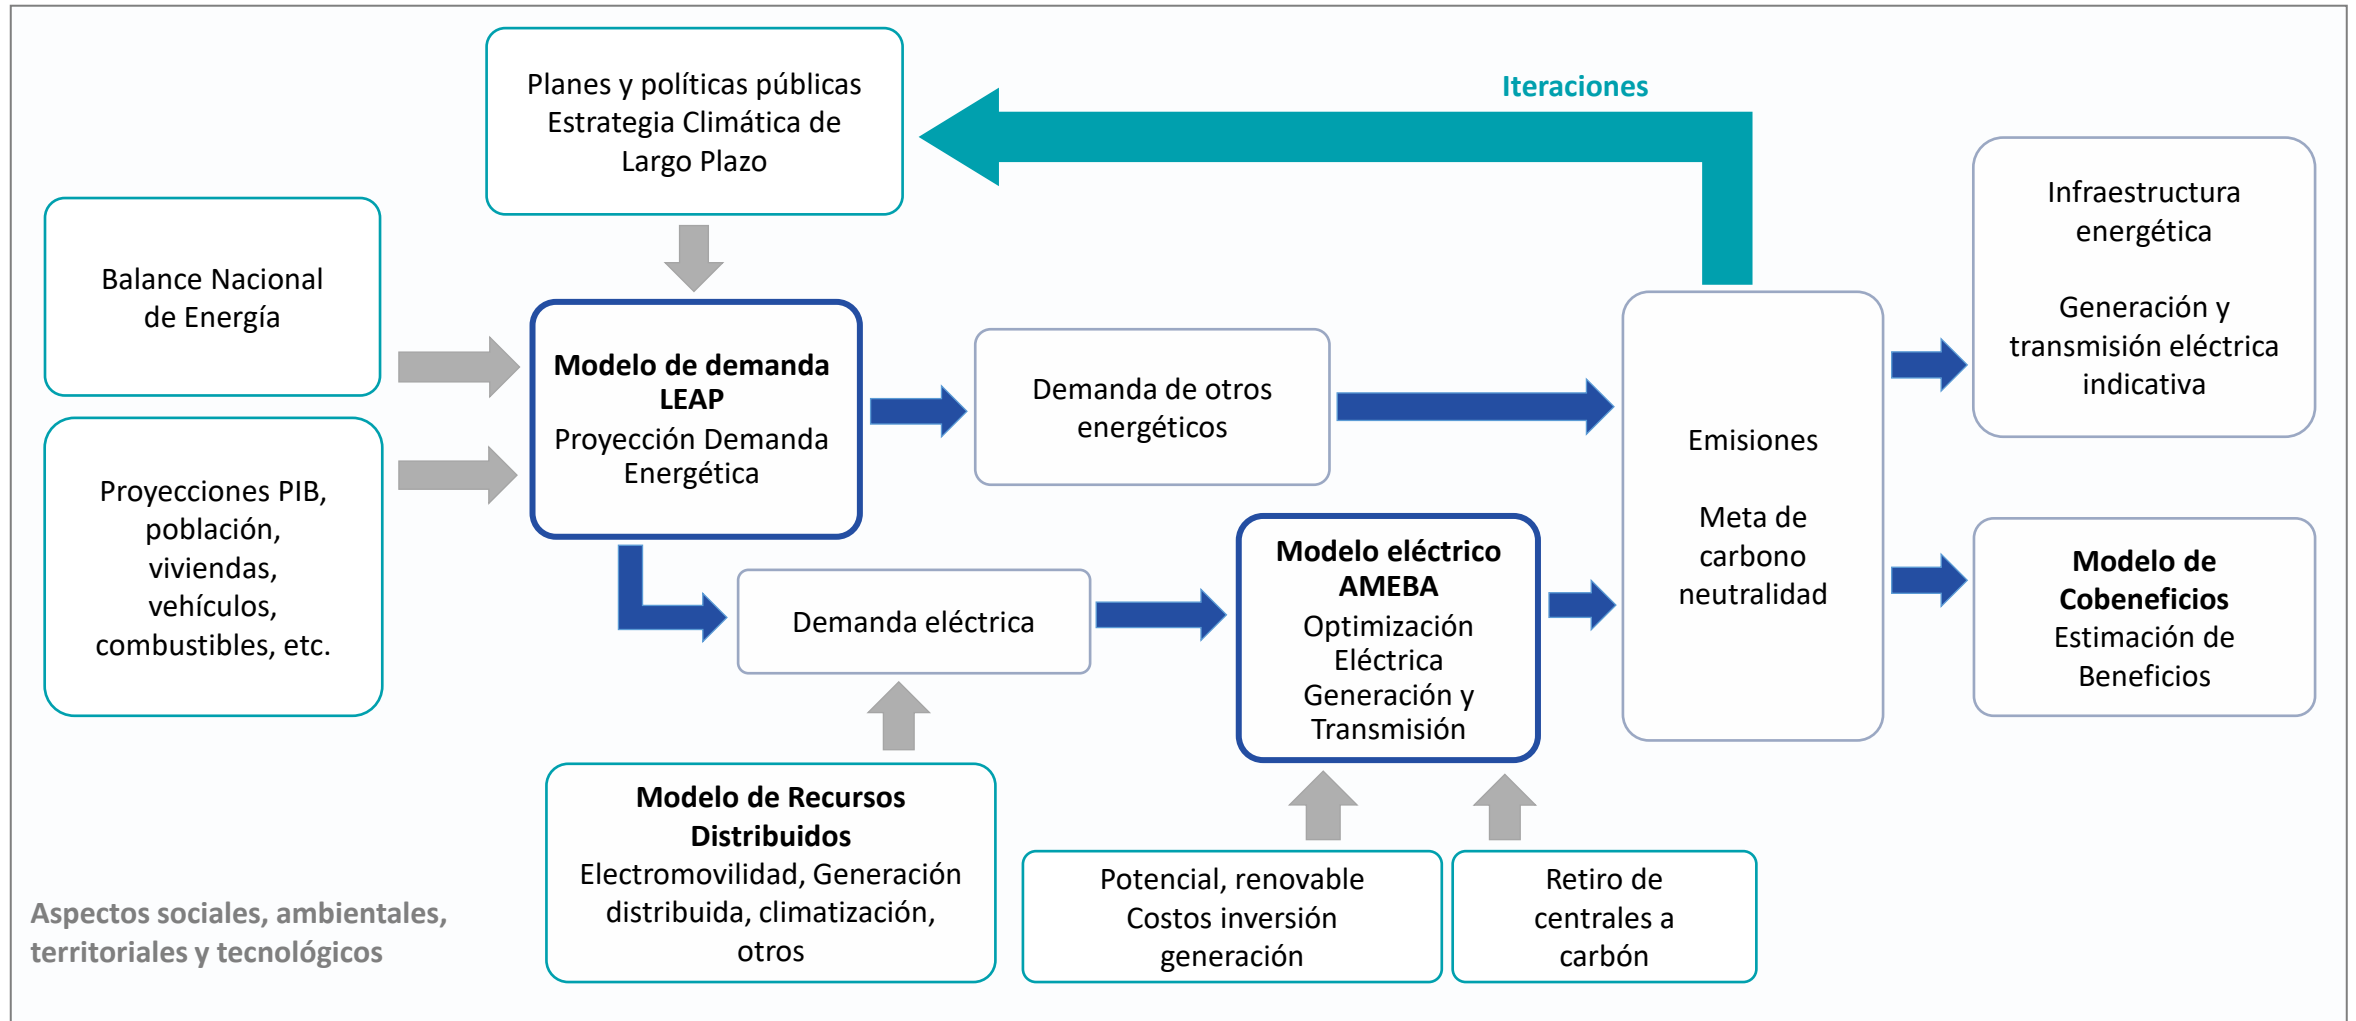 Planes y políticas públicas
Estrategia Climática de
Largo Plazo
Iteraciones
Balance Nacional
de Energía
Proyecciones PIB,
población,
viviendas,
vehículos,
combustibles, etc.
Modelo de demanda
LEAP
Proyección Demanda
Energética
Demanda de otros
energéticos
Demanda eléctrica
Modelo de Recursos
Distribuidos
Electromovilidad, Generación
distribuida, climatización,
otros
Modelo eléctrico
AMEBA
Optimización
Eléctrica
Generación y
Transmisión
Potencial, renovable
Costos inversión
generación
Retiro de
centrales a
carbón
Emisiones
Meta de
carbono
neutralidad
Infraestructura
energética
Generación y
transmisión eléctrica
indicativa
Modelo de
Cobeneficios
Estimación de
Beneficios
Aspectos sociales, ambientales,
territoriales y tecnológicos